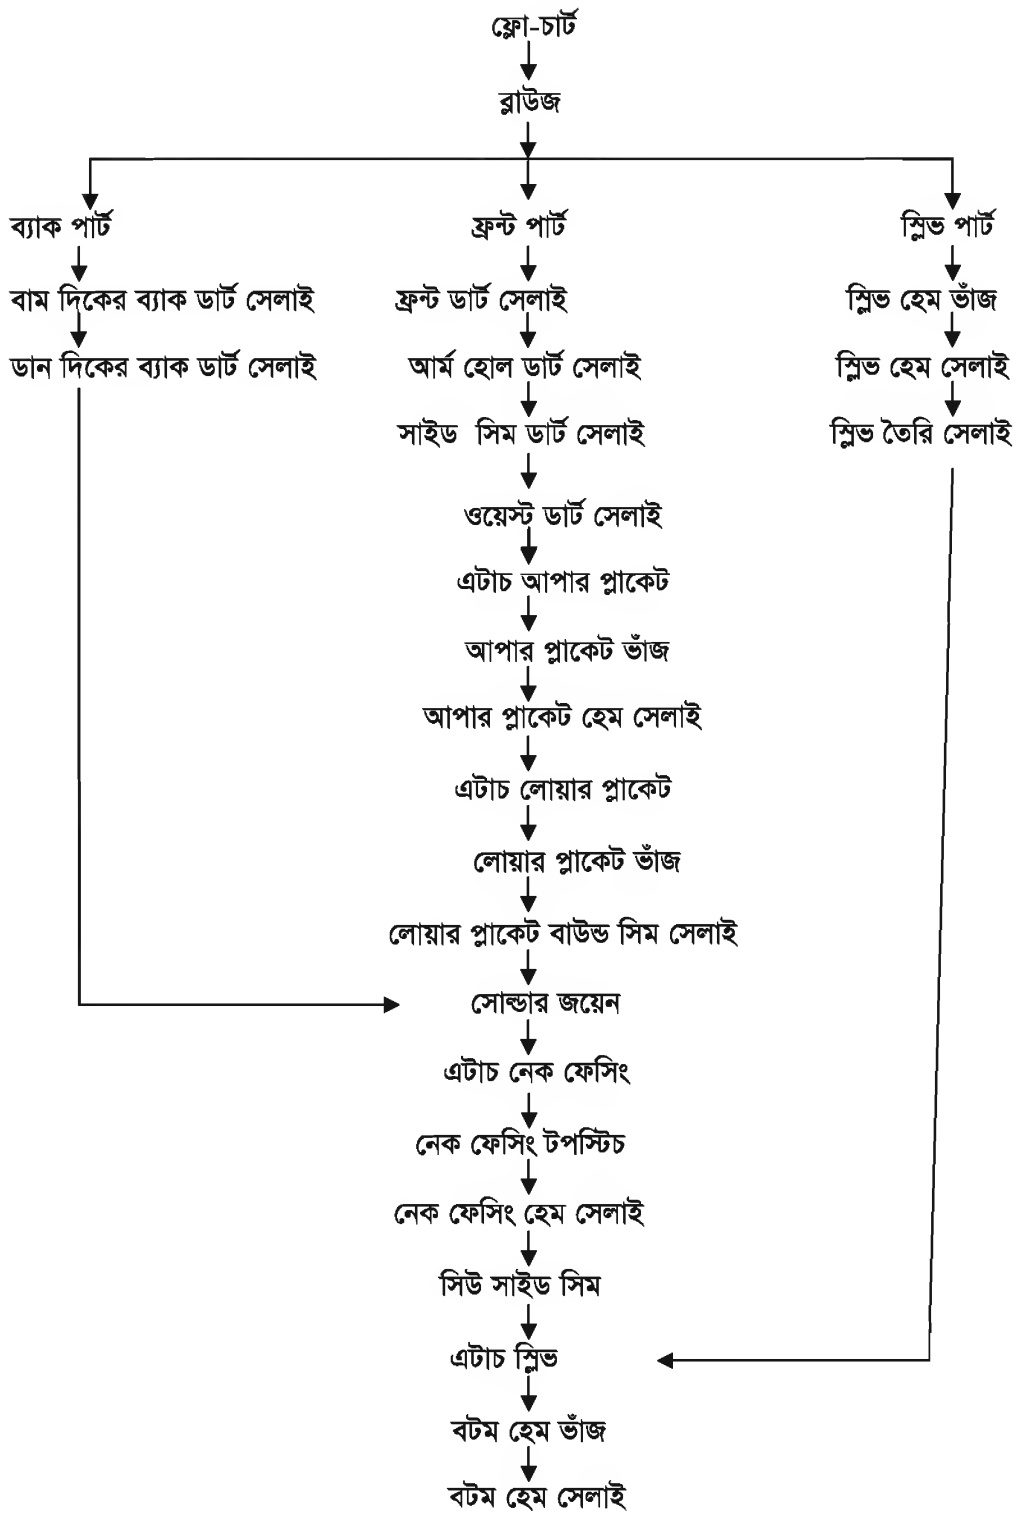 ফ্লো-চার্ট
ব্লাউজ
ব্যাক পার্ট
ফ্রন্ট পার্ট
স্লিভ পার্ট
বাম দিকের ব্যাক ডার্ট সেলাই
ফ্রন্ট ডার্ট সেলাই
স্লিভ হেম ভাঁজ
ডান দিকের ব্যাক ডার্ট সেলাই
আর্ম হোল ডার্ট সেলাই
স্লিভ হেম সেলাই
সাইড সিম ডার্ট সেলাই
স্লিভ তৈরি সেলাই
ওয়েস্ট ডার্ট সেলাই
এটাচ আপার প্লাকেট
আপার প্লাকেট ভাঁজ
আপার প্লাকেট হেম সেলাই
এটাচ লোয়ার প্লাকেট
লোয়ার প্লাকেট ভাঁজ
লোয়ার প্লাকেট বাউন্ড সিম সেলাই
সোল্ডার জয়েন
এটাচ নেক ফেসিং
নেক ফেসিং টপস্টিচ
নেক ফেসিং হেম সেলাই
সিউ সাইড সিম
এটাচ স্লিভ
বটম হেম ভাঁজ
বটম হেম সেলাই